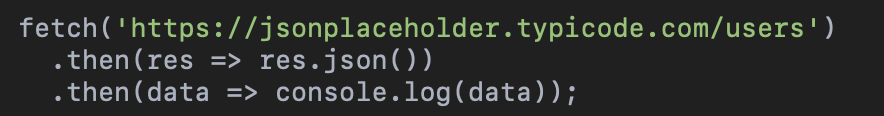 fetch('https://jsonplaceholder.typicode.com/users')
  .then(res => res.json())
  .then(data => console.log(data));